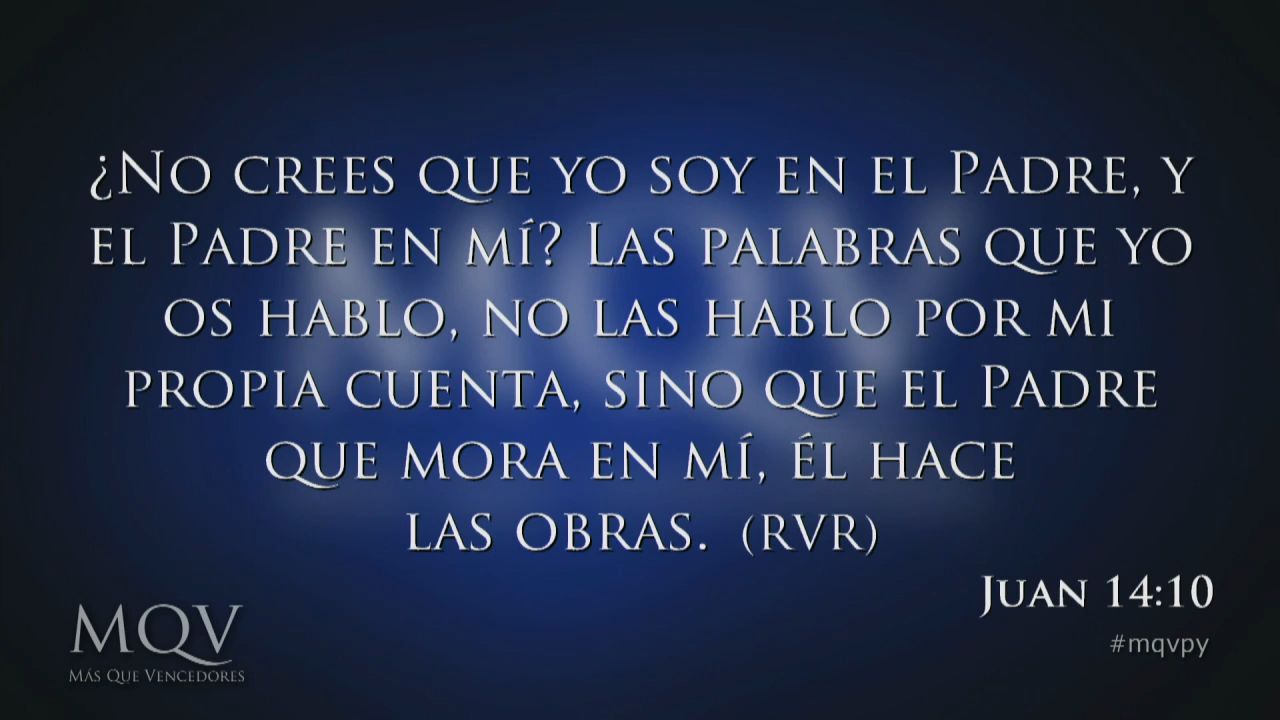 ¿No crees que yo soy en el Padre, y
el Padre en mí? Las palabras que yo
os hablo, no las hablo por mi
propia cuenta, sino que el Padre
que mora en mí, él hace
las obras. (RVR)
Juan 14:10
#mqvpy
MQV
Más Que Vencedores
MQV